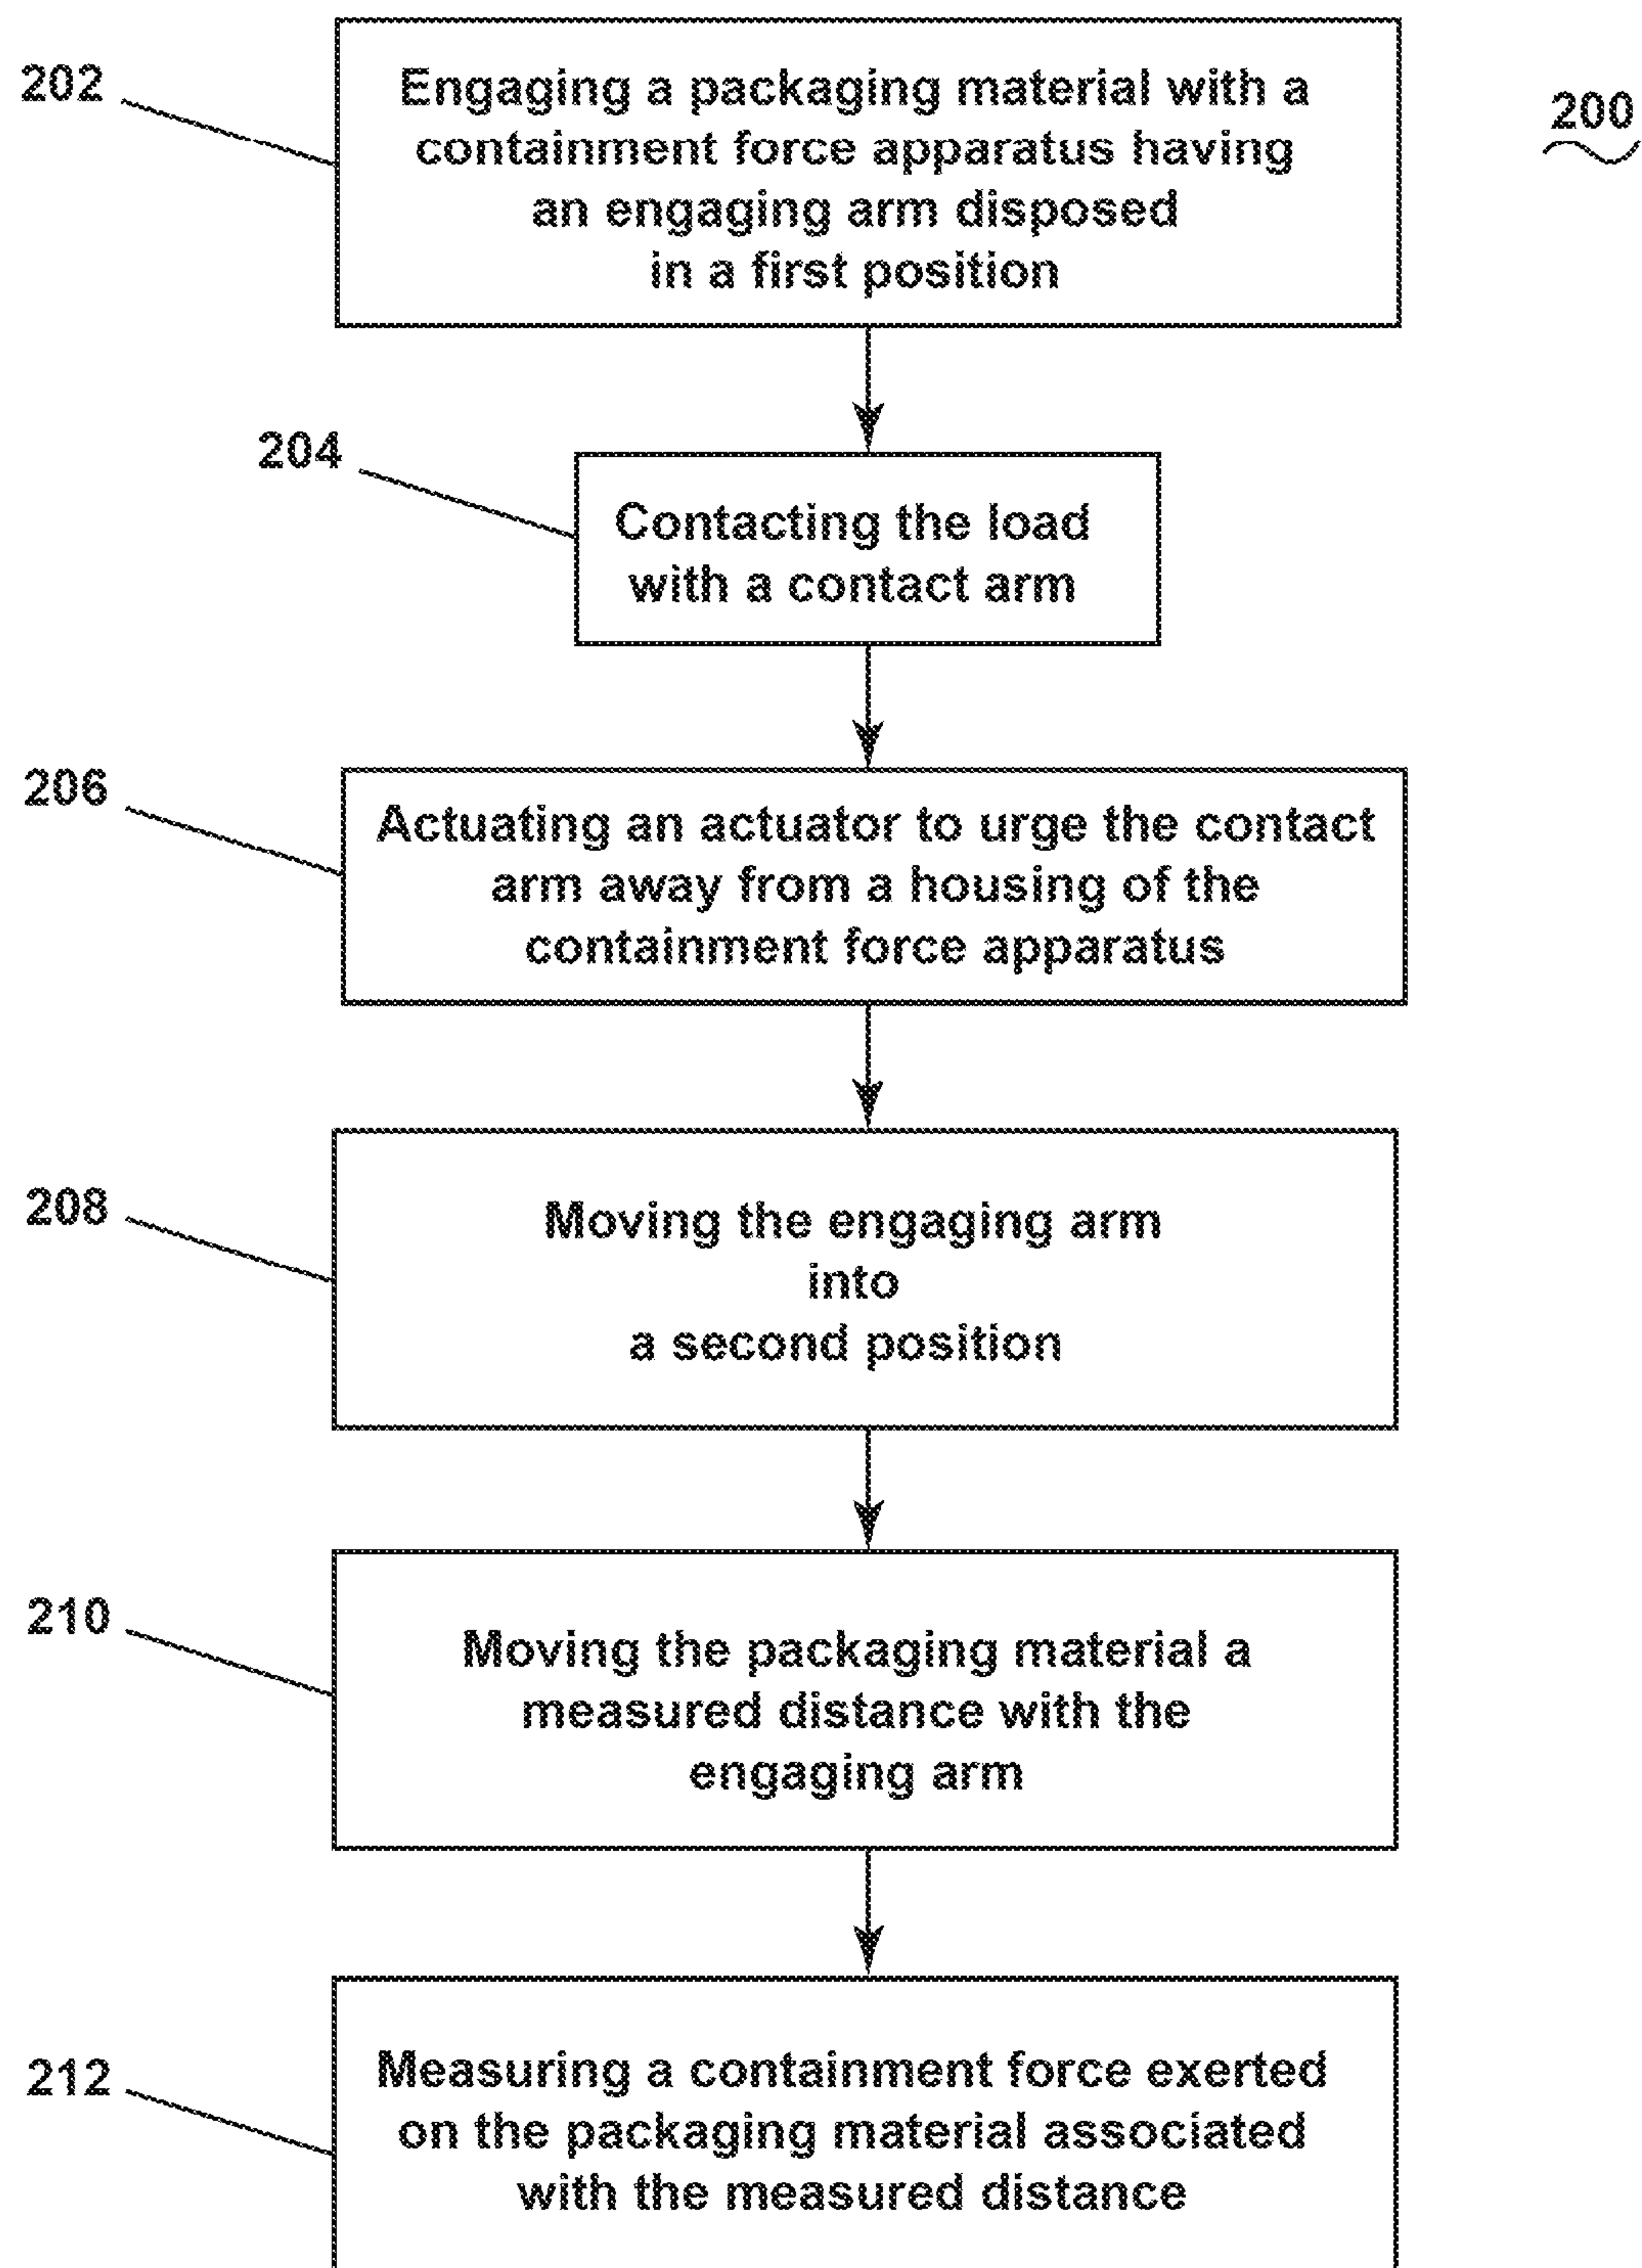 200
202
Engaging a packaging material with a
containment force apparatus having
an engaging arm disposed
in a first position
204
Contacting the load
with a contact arm
206
Actuating an actuator to urge the contact
arm away from a housing of the
containment force apparatus
208
Moving the engaging arm
into
a second position
210
Moving the packaging material a
measured distance with the
engaging arm
212
Measuring a containment force exerted
on the packaging material associated
with the measured distance